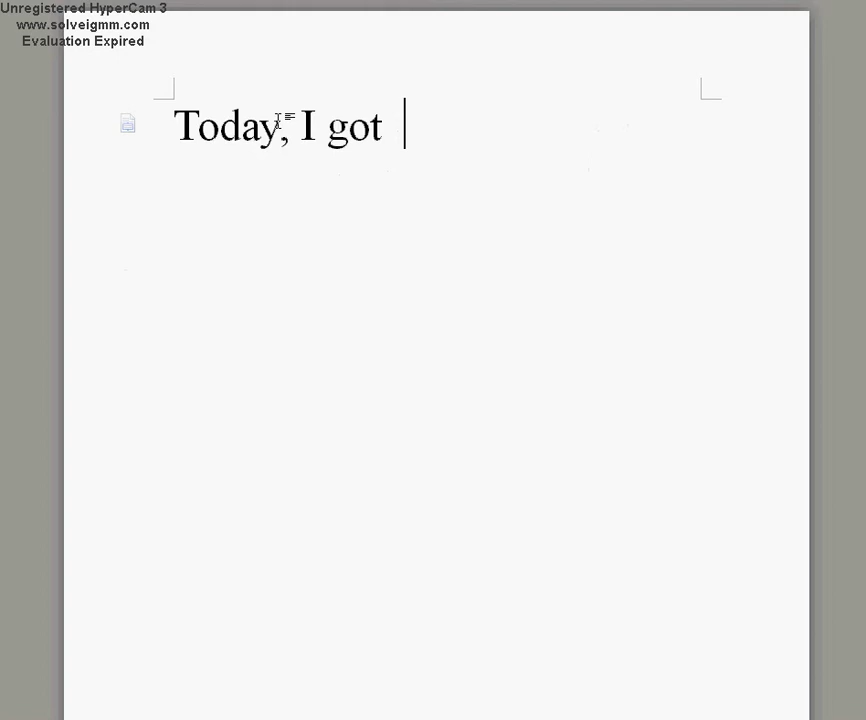 Unregistered HyperCam 3
www.solveigmm.com
Evaluation Expired
Today, I got